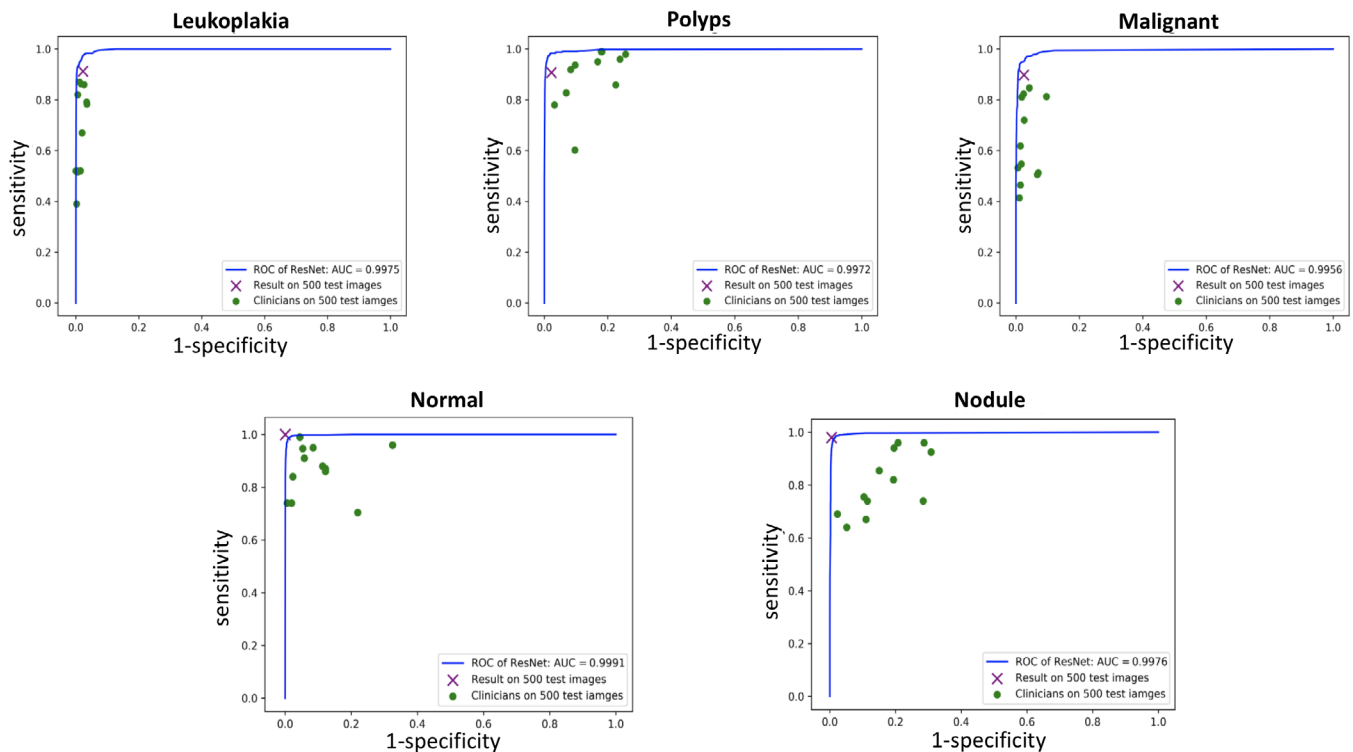 Leukoplakia
1.0
0.8
0.6
0.4
0.2
0.0
sensitivity
ROC of ResNet: AUC = 0.9975
Result on 500 test images
Clinicians on 500 test iamges
0.0 0.2 0.4 0.6 0.8 1.0
1-specificity
Polyps
1.0
0.8
0.6
0.4
0.2
0.0
sensitivity
ROC of ResNet: AUC = 0.9972
Result on 500 test images
Clinicians on 500 test iamges
0.0 0.2 0.4 0.6 0.8 1.0
1-specificity
Malignant
1.0
0.8
0.6
0.4
0.2
0.0
sensitivity
ROC of ResNet: AUC = 0.9956
Result on 500 test images
Clinicians on 500 test iamges
0.0 0.2 0.4 0.6 0.8 1.0
1-specificity
Normal
1.0
0.8
0.6
0.4
0.2
0.0
sensitivity
ROC of ResNet: AUC = 0.9991
Result on 500 test images
Clinicians on 500 test iamges
0.0 0.2 0.4 0.6 0.8 1.0
1-specificity
Nodule
1.0
0.8
0.6
0.4
0.2
0.0
sensitivity
ROC of ResNet: AUC = 0.9976
Result on 500 test images
Clinicians on 500 test iamges
0.0 0.2 0.4 0.6 0.8 1.0
1-specificity